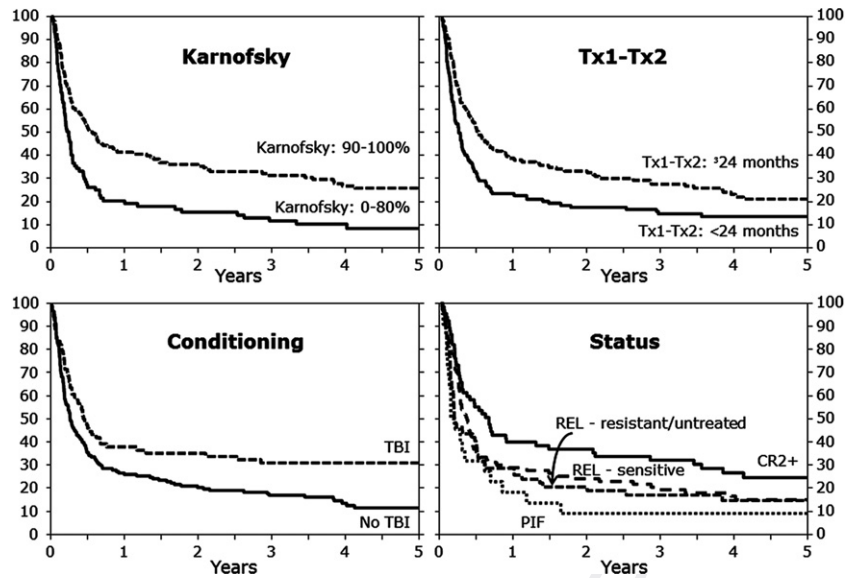 100
90
80
70
60
50
40
30
20
10
0
Karnofsky
Karnofsky: 90-100%
Karnofsky: 0-80%
0 1 2 3 4 5
Years
100
90
80
70
60
50
40
30
20
10
0
Tx1-Tx2
Tx1-Tx2: ³24 months
Tx1-Tx2: <24 months
0 1 2 3 4 5
Years
100
90
80
70
60
50
40
30
20
10
0
Conditioning
TBI
No TBI
0 1 2 3 4 5
Years
100
90
80
70
60
50
40
30
20
10
0
Status
REL - resistant/untreated
REL - sensitive
CR2+
PIF
0 1 2 3 4 5
Years